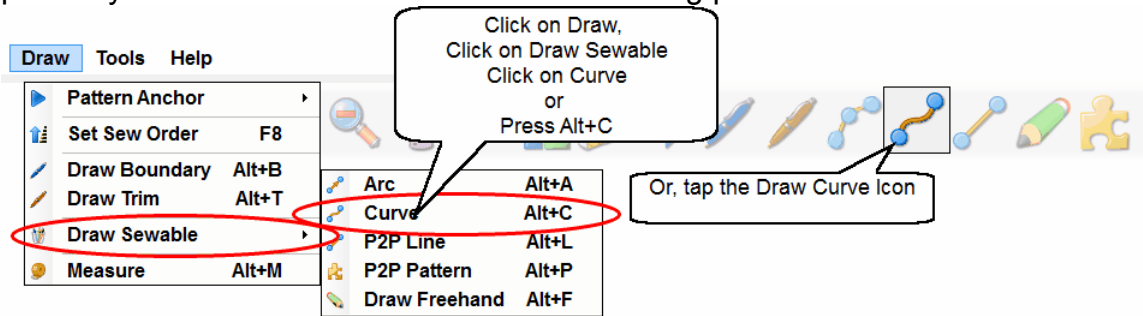 Click on Draw,
Click on Draw Sewable
Click on Curve
or
Press Alt+C
Draw Tools Help
Pattern Anchor
Set Sew Order F8
Draw Boundary Alt+B
Draw Trim Alt+T
Draw Sewable
Measure Alt+M
Arc Alt+A
Curve Alt+C
P2P Line Alt+L
P2P Pattern Alt+P
Draw Freehand Alt+F
Or, tap the Draw Curve Icon